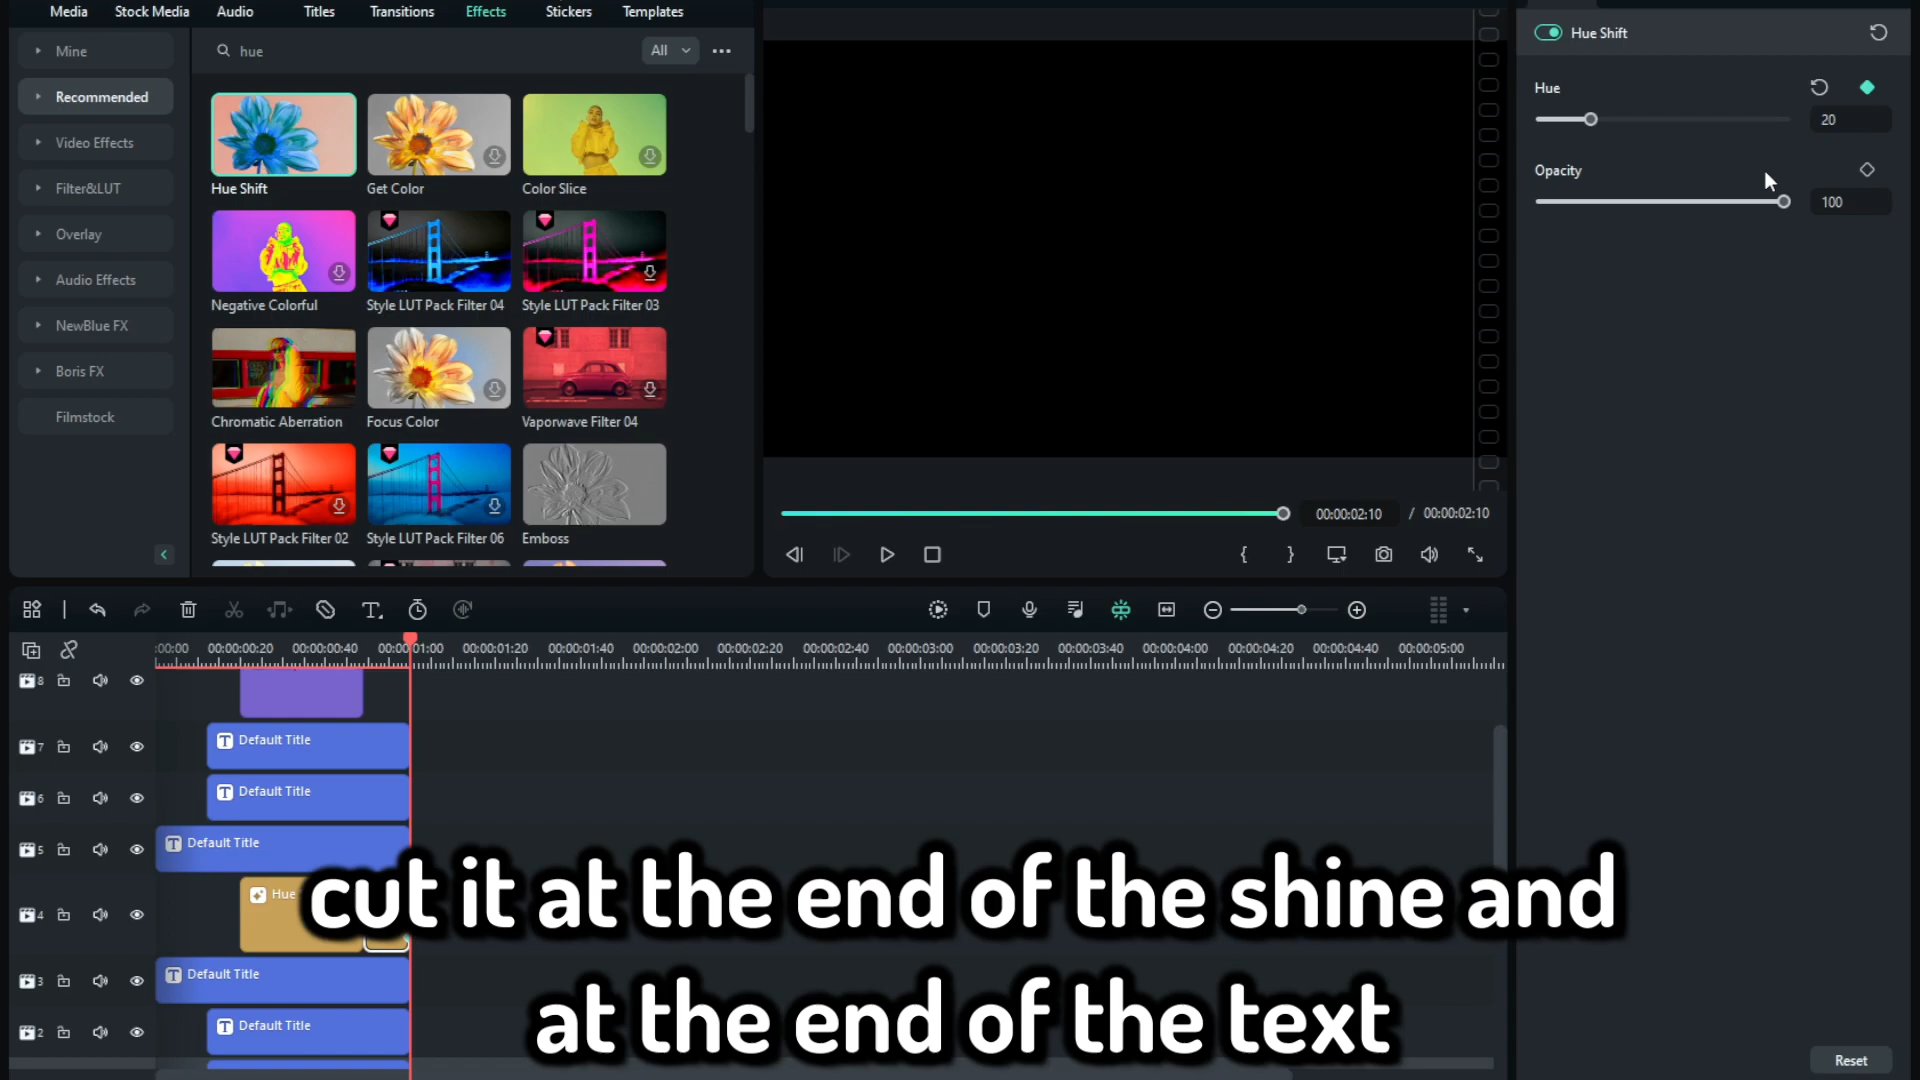 Media Stock Media Audio Titles Transitions Effects Stickers Templates
Mine
Recommended
Video Effects
Filter&LUT
Overlay
Audio Effects
NewBlue FX
Boris FX
Filmstock
hue
All
Hue Shift Get Color Color Slice
Negative Colorful Style LUT Pack Filter 04 Style LUT Pack Filter 03
Chromatic Aberration Focus Color Vaporwave Filter 04
Style LUT Pack Filter 02 Style LUT Pack Filter 06 Emboss
00:00:02:10 / 00:00:02:10
Hue Shift
Hue
20
Opacity
100
:00:00 00:00:00:20 00:00:00:40 00:00:01:00 00:00:01:20 00:00:01:40 00:00:02:00 00:00:02:20 00:00:02:40 00:00:03:00 00:00:03:20 00:00:03:40 00:00:04:00 00:00:04:20 00:00:04:40 00:00:05:00
8
7 Default Title
6 Default Title
5 Default Title
4 Hue
3 Default Title
2 Default Title
cut it at the end of the shine and
at the end of the text
Reset